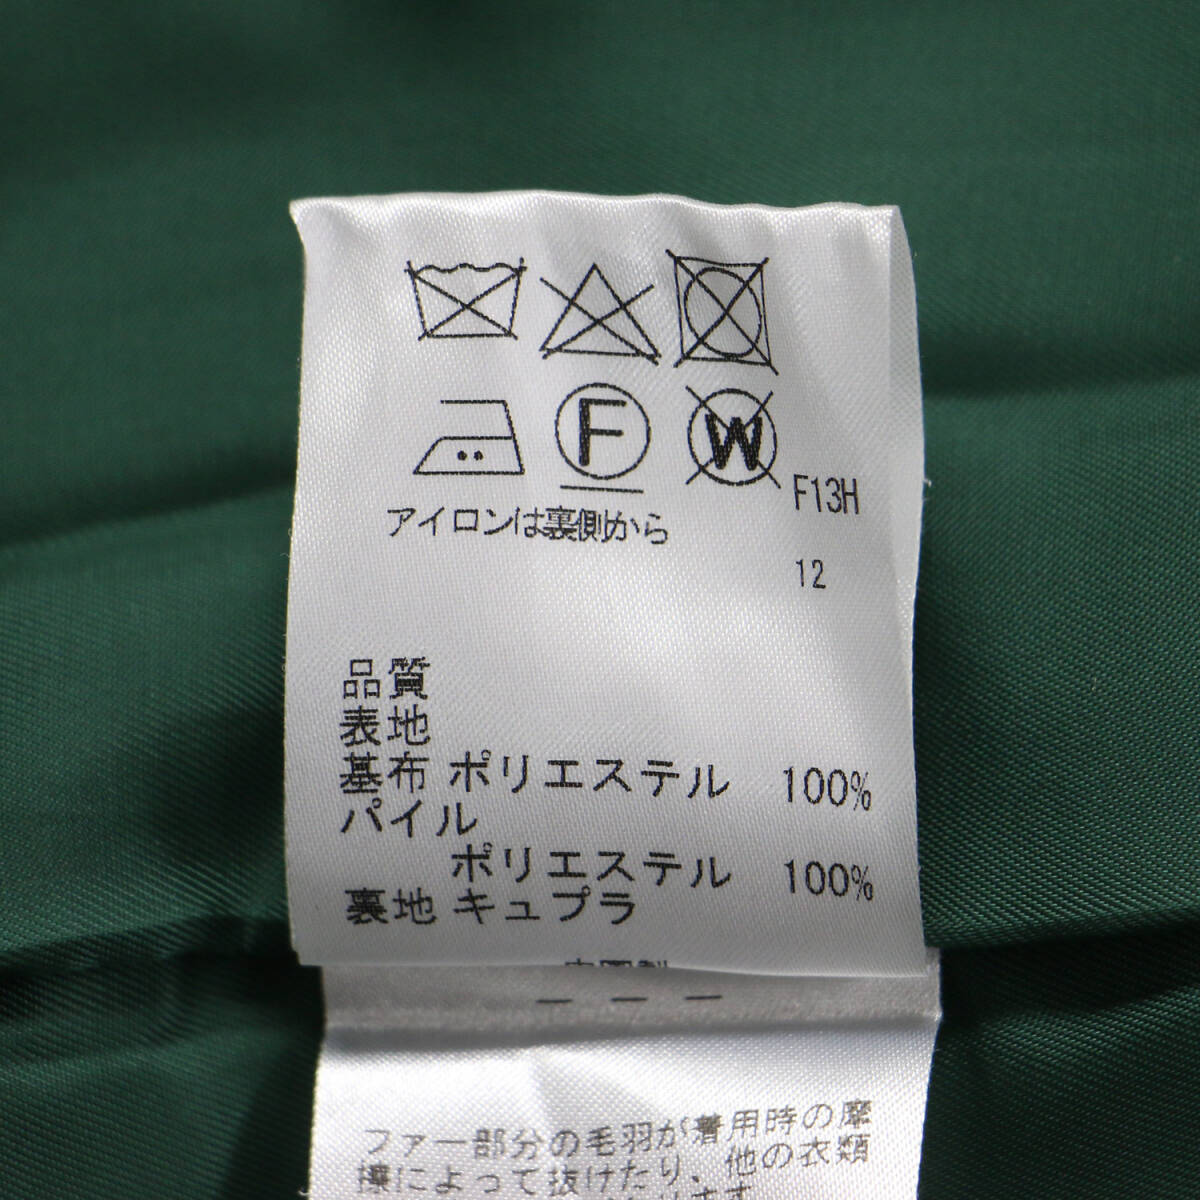 F
W
F13H
アイロンは裏側から
12
品質
表地
基布 ポリエステル 100%
パイル
ポリエステル 100%
裏地 キュプラ
ファー部分の毛羽が着用時の摩
擦によって抜けたり、他の衣類